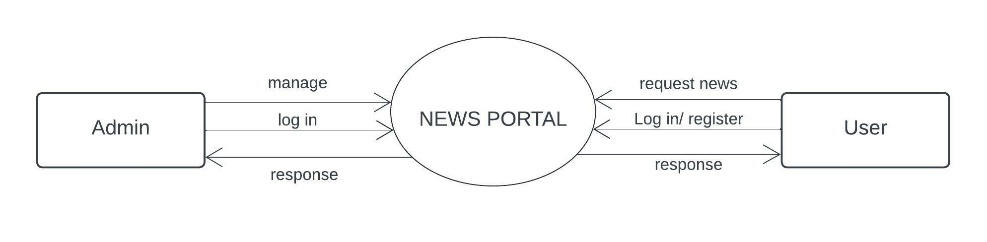 manage
request news
log in
Log in/ register
Admin
NEWS PORTAL
User
response
response